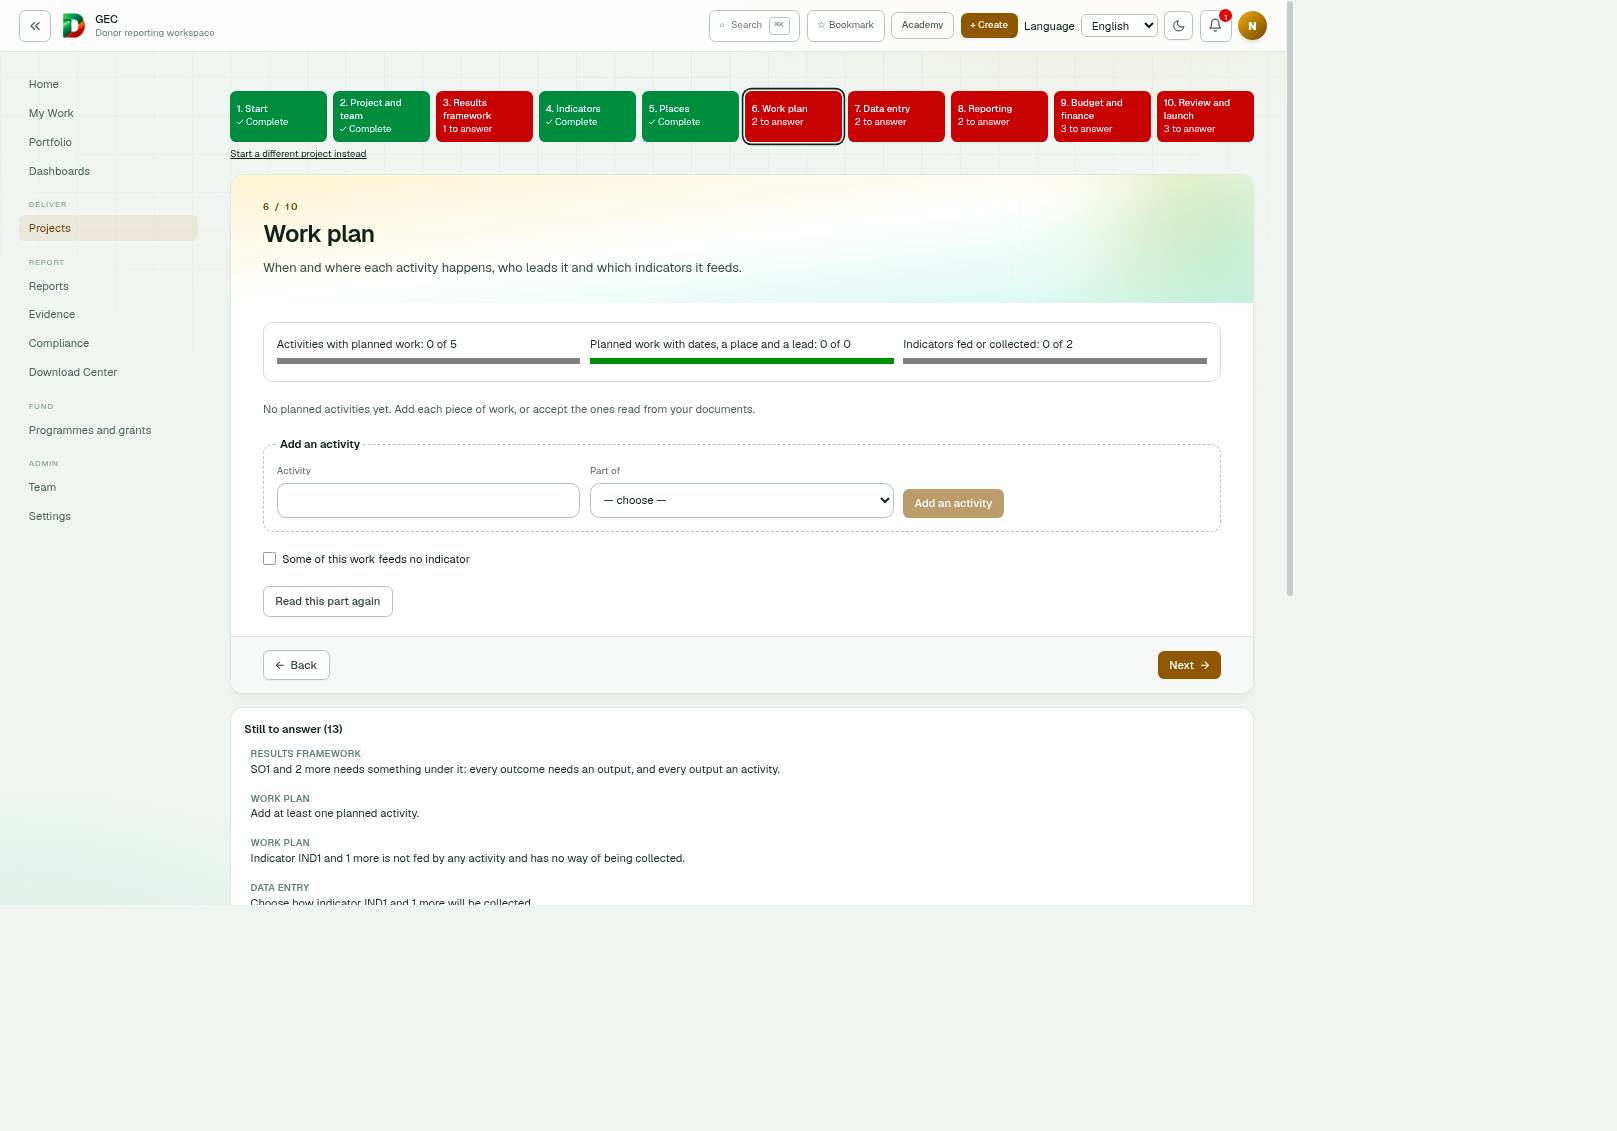 GEC
Donor reporting workspace
Search ⌘K
☆ Bookmark
Academy
+ Create
Language
English
1
N
Home
My Work
Portfolio
Dashboards
DELIVER
Projects
REPORT
Reports
Evidence
Compliance
Download Center
FUND
Programmes and grants
ADMIN
Team
Settings
1. Start
✓ Complete
2. Project and
team
✓ Complete
3. Results
framework
1 to answer
4. Indicators
✓ Complete
5. Places
✓ Complete
6. Work plan
2 to answer
7. Data entry
2 to answer
8. Reporting
2 to answer
9. Budget and
finance
3 to answer
10. Review and
launch
3 to answer
Start a different project instead
6 / 10
Work plan
When and where each activity happens, who leads it and which indicators it feeds.
Activities with planned work: 0 of 5
Planned work with dates, a place and a lead: 0 of 0
Indicators fed or collected: 0 of 2
No planned activities yet. Add each piece of work, or accept the ones read from your documents.
Add an activity
Activity
Part of
— choose —
Add an activity
Some of this work feeds no indicator
Read this part again
← Back
Next →
Still to answer (13)
RESULTS FRAMEWORK
SO1 and 2 more needs something under it: every outcome needs an output, and every output an activity.
WORK PLAN
Add at least one planned activity.
WORK PLAN
Indicator IND1 and 1 more is not fed by any activity and has no way of being collected.
DATA ENTRY
Choose how indicator IND1 and 1 more will be collected.